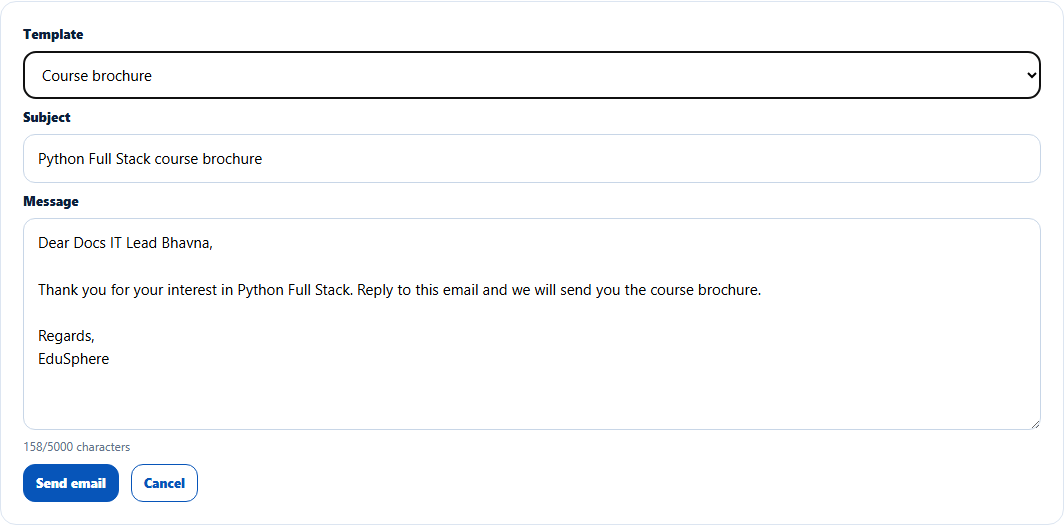 Template
Course brochure
Subject
Python Full Stack course brochure
Message
Dear Docs IT Lead Bhavna,
Thank you for your interest in Python Full Stack. Reply to this email and we will send you the course brochure.
Regards,
EduSphere
158/5000 characters
Send email
Cancel